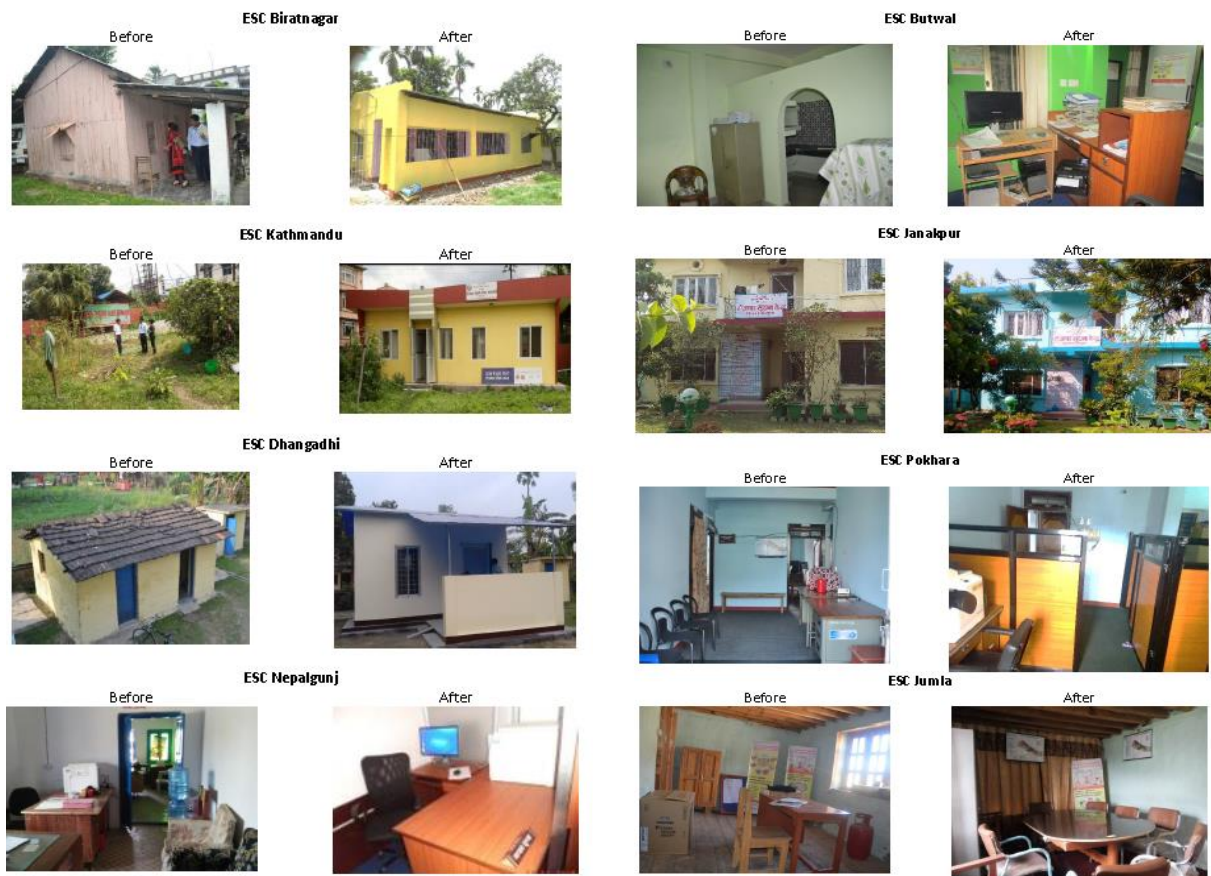 ESC Biratnagar
Before
After
ESC Butwal
Before
After
ESC Kathmandu
Before
After
ESC Janakpur
Before
After
ESC Dhangadhi
Before
After
ESC Pokhara
Before
After
ESC Nepalgunj
Before
After
ESC Jumla
Before
After